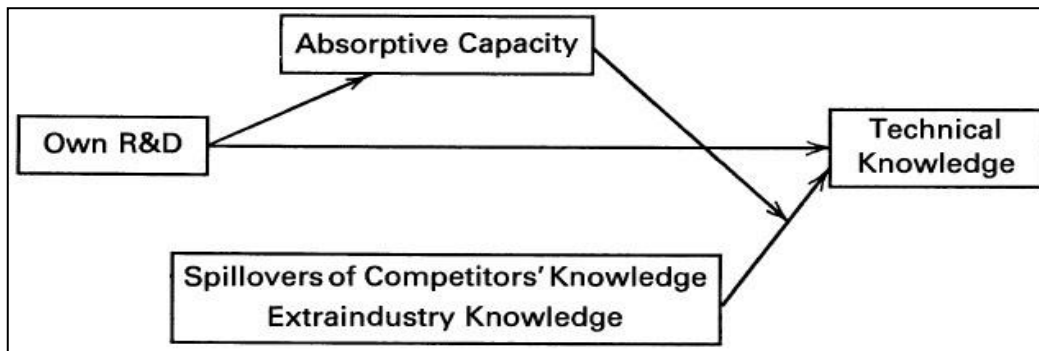 Absorptive Capacity
Own R&D
Technical
Knowledge
Spillovers of Competitors' Knowledge
Extraindustry Knowledge